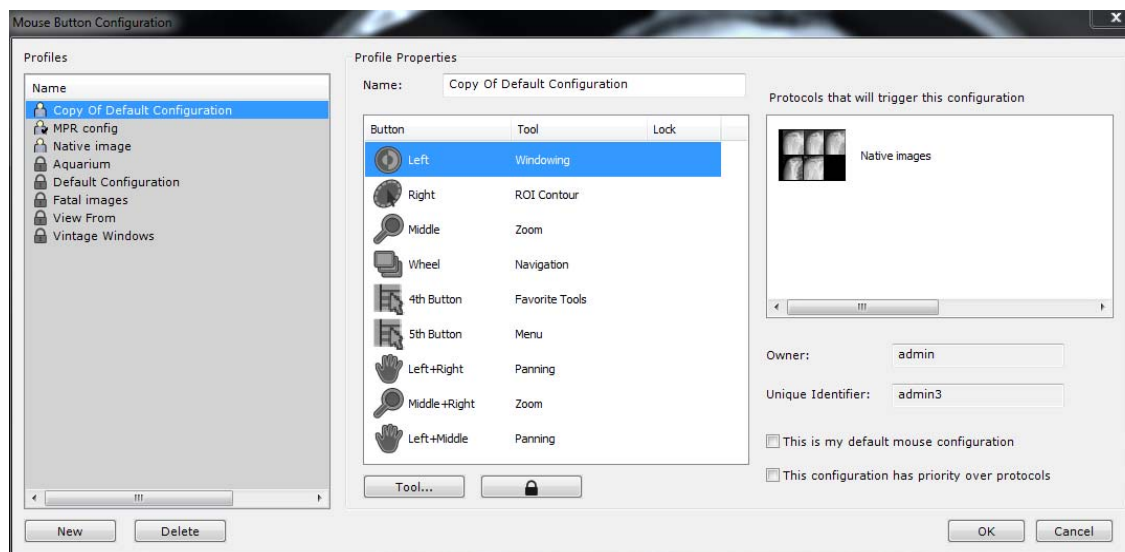 Mouse Button Configuration
x
Profiles
Name
Copy Of Default Configuration
MPR config
Native image
Aquarium
Default Configuration
Fatal images
View From
Vintage Windows
New Delete
Profile Properties
Name: Copy Of Default Configuration
Button Tool Lock
Left Windowing
Right ROI Contour
Middle Zoom
Wheel Navigation
4th Button Favorite Tools
5th Button Menu
Left+Right Panning
Middle+Right Zoom
Left+Middle Panning
Tool...
Protocols that will trigger this configuration
Native images
Owner: admin
Unique Identifier: admin3
This is my default mouse configuration
This configuration has priority over protocols
OK Cancel